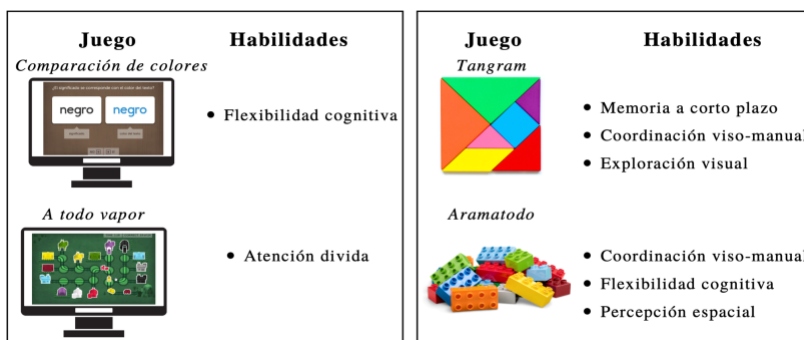 Juego Habilidades
Comparación de colores
negro negro
• Flexibilidad cognitiva
A todo vapor
• Atención divida
Juego Habilidades
Tangram
• Memoria a corto plazo
• Coordinación viso-manual
• Exploración visual
Aramatodo
• Coordinación viso-manual
• Flexibilidad cognitiva
• Percepción espacial